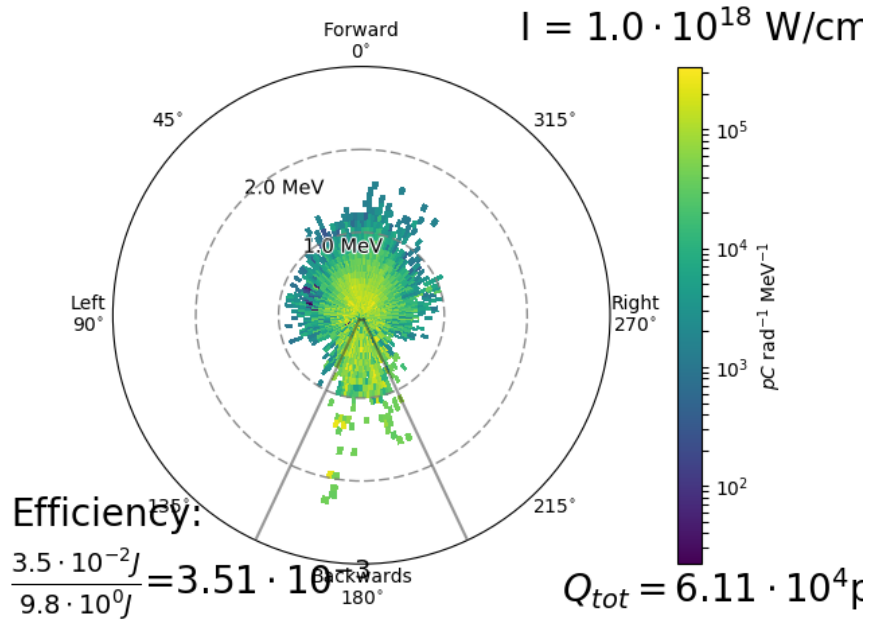 Forward
0°
I = 1.0 · 10¹⁸ W/cm
45°
315°
10⁵
2.0 MeV
1.0 MeV
10⁴
pC rad⁻¹ MeV⁻¹
Left
90°
Right
270°
10³
10²
135°
215°
Efficiency:
3.5 · 10⁻² J
9.8 · 10⁰ J
=3.51 · 10⁻³
Backwards
180°
Q_tot = 6.11 · 10⁴p